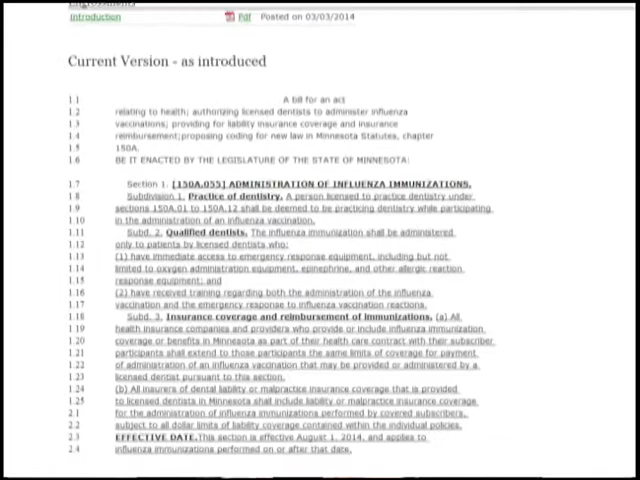 Engrossments
Introduction Pdf Posted on 03/03/2014
Current Version - as introduced
1.1 A bill for an act
1.2 relating to health; authorizing licensed dentists to administer influenza
1.3 vaccinations; providing for liability insurance coverage and insurance
1.4 reimbursement;proposing coding for new law in Minnesota Statutes, chapter
1.5 150A.
1.6 BE IT ENACTED BY THE LEGISLATURE OF THE STATE OF MINNESOTA:
1.7 Section 1. [150A.055] ADMINISTRATION OF INFLUENZA IMMUNIZATIONS.
1.8 Subdivision 1. Practice of dentistry. A person licensed to practice dentistry under
1.9 sections 150A.01 to 150A.12 shall be deemed to be practicing dentistry while participating
1.10 in the administration of an influenza vaccination.
1.11 Subd. 2. Qualified dentists. The influenza immunization shall be administered
1.12 only to patients by licensed dentists who:
1.13 (1) have immediate access to emergency response equipment, including but not
1.14 limited to oxygen administration equipment, epinephrine, and other allergic reaction
1.15 response equipment; and
1.16 (2) have received training regarding both the administration of the influenza
1.17 vaccination and the emergency response to influenza vaccination reactions.
1.18 Subd. 3. Insurance coverage and reimbursement of immunizations. (a) All
1.19 health insurance companies and providers who provide or include influenza immunization
1.20 coverage or benefits in Minnesota as part of their health care contract with their subscriber
1.21 participants shall extend to those participants the same limits of coverage for payment
1.22 of administration of an influenza vaccination that may be provided or administered by a
1.23 licensed dentist pursuant to this section.
1.24 (b) All insurers of dental liability or malpractice insurance coverage that is provided
1.25 to licensed dentists in Minnesota shall include liability or malpractice insurance coverage
2.1 for the administration of influenza immunizations performed by covered subscribers,
2.2 subject to all dollar limits of liability coverage contained within the individual policies.
2.3 EFFECTIVE DATE.This section is effective August 1, 2014, and applies to
2.4 influenza immunizations performed on or after that date.